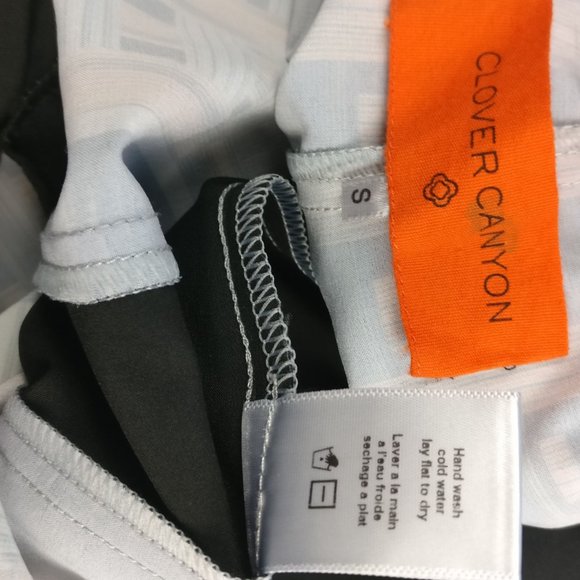 CLOVER CANYON
S
Hand wash
cold water
lay flat to dry
Laver a la main
a l'eau froide
sechage a plat